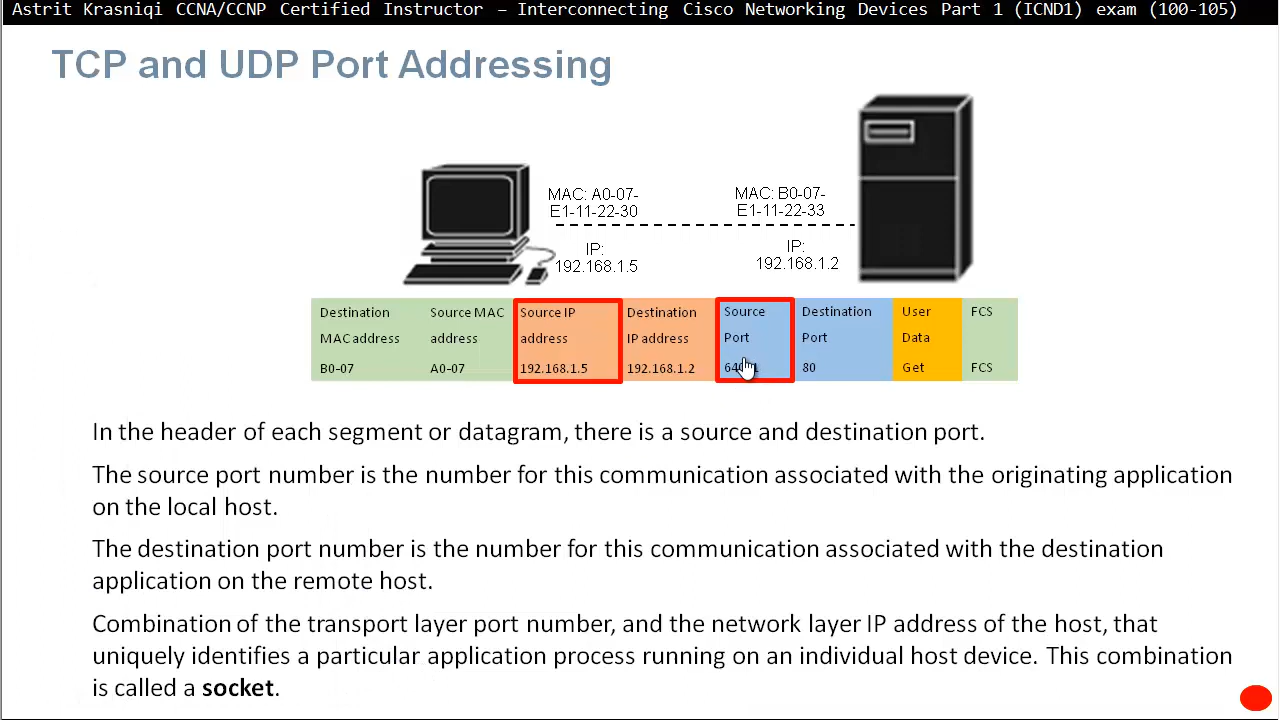 Astrit Krasniqi CCNA/CCNP Certified Instructor – Interconnecting Cisco Networking Devices Part 1 (ICND1) exam (100-105)
TCP and UDP Port Addressing
MAC: A0-07-
E1-11-22-30
MAC: B0-07-
E1-11-22-33
IP:
192.168.1.5
IP:
192.168.1.2
Destination Source MAC Source IP Destination Source Destination User FCS
MAC address address address IP address Port Port Data
B0-07 A0-07 192.168.1.5 192.168.1.2 80 Get FCS
In the header of each segment or datagram, there is a source and destination port.
The source port number is the number for this communication associated with the originating application
on the local host.
The destination port number is the number for this communication associated with the destination
application on the remote host.
Combination of the transport layer port number, and the network layer IP address of the host, that
uniquely identifies a particular application process running on an individual host device. This combination
is called a socket.